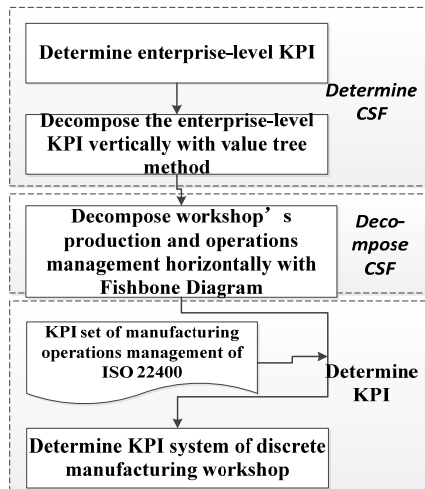 Determine enterprise-level KPI
Determine
CSF
Decompose the enterprise-level
KPI vertically with value tree
method
Decompose workshop’s
production and operations
management horizontally with
Fishbone Diagram
Deco-
mpose
CSF
KPI set of manufacturing
operations management of
ISO 22400
Determine
KPI
Determine KPI system of discrete
manufacturing workshop